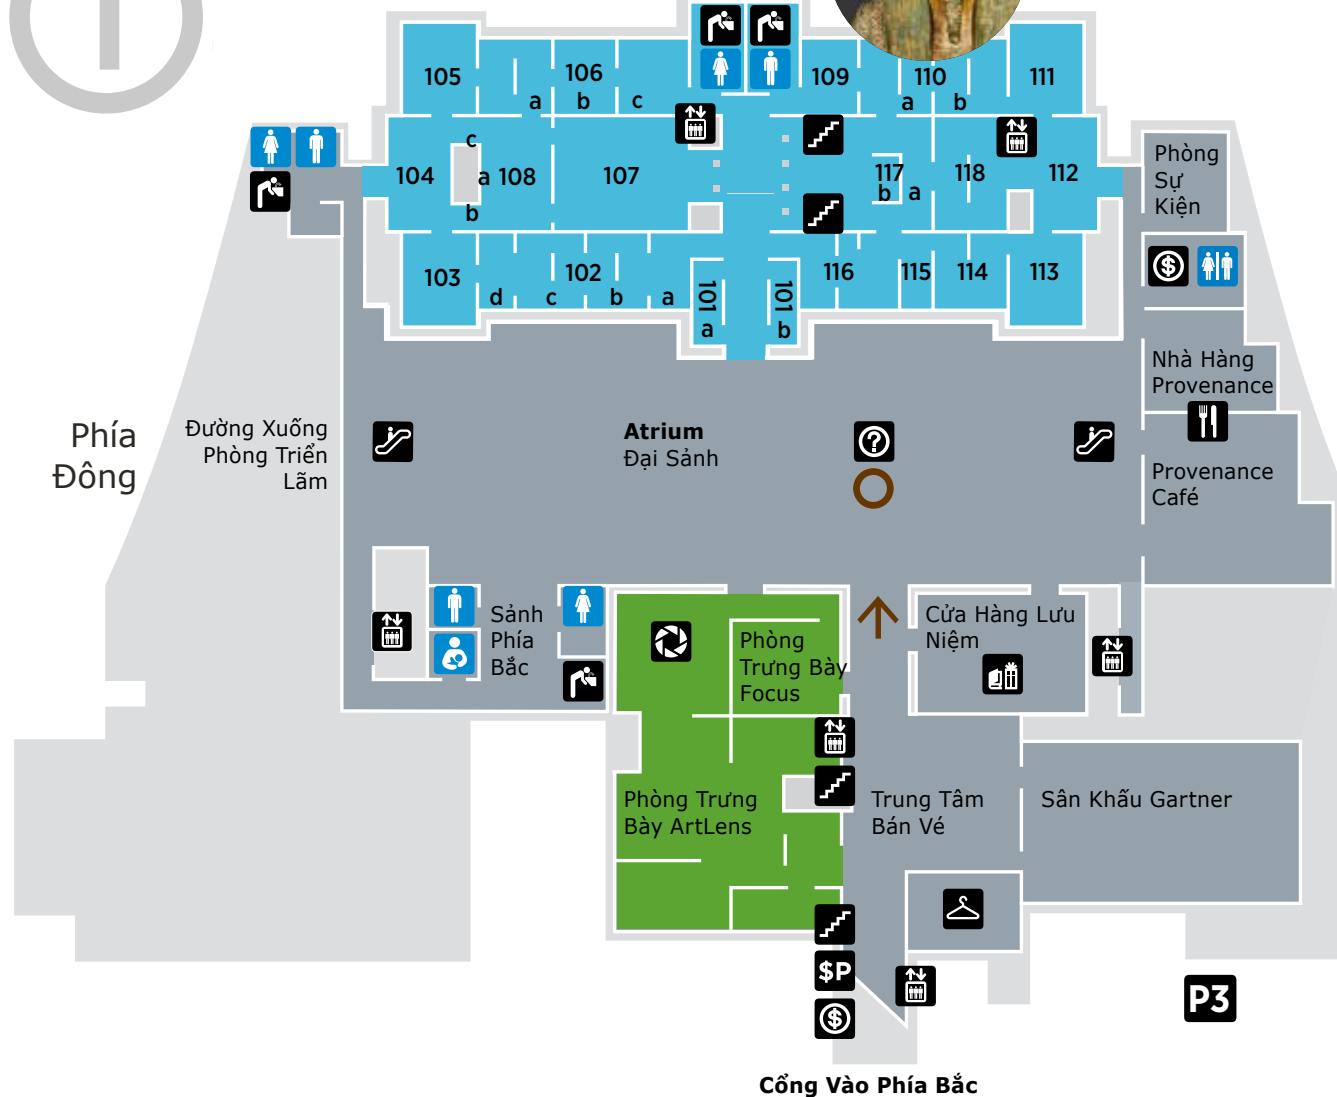 1
105
106
109
110
111
a
b
c
a
b
c
104
a 108
107
117
118
112
b
b
a
Phòng
Sự
Kiện
103
102
116
115
114
113
d
c
b
a
101
a
101
b
$
Nhà Hàng
Provenance
Phía
Đông
Đường Xuống
Phòng Triển
Lãm
Atrium
Đại Sảnh
?
Provenance
Café
Sảnh
Phía
Bắc
Phòng
Trưng Bày
Focus
Cửa Hàng Lưu
Niệm
Phòng Trưng
Bày ArtLens
Trung Tâm
Bán Vé
Sân Khấu Gartner
$P
$
P3
Cổng Vào Phía Bắc